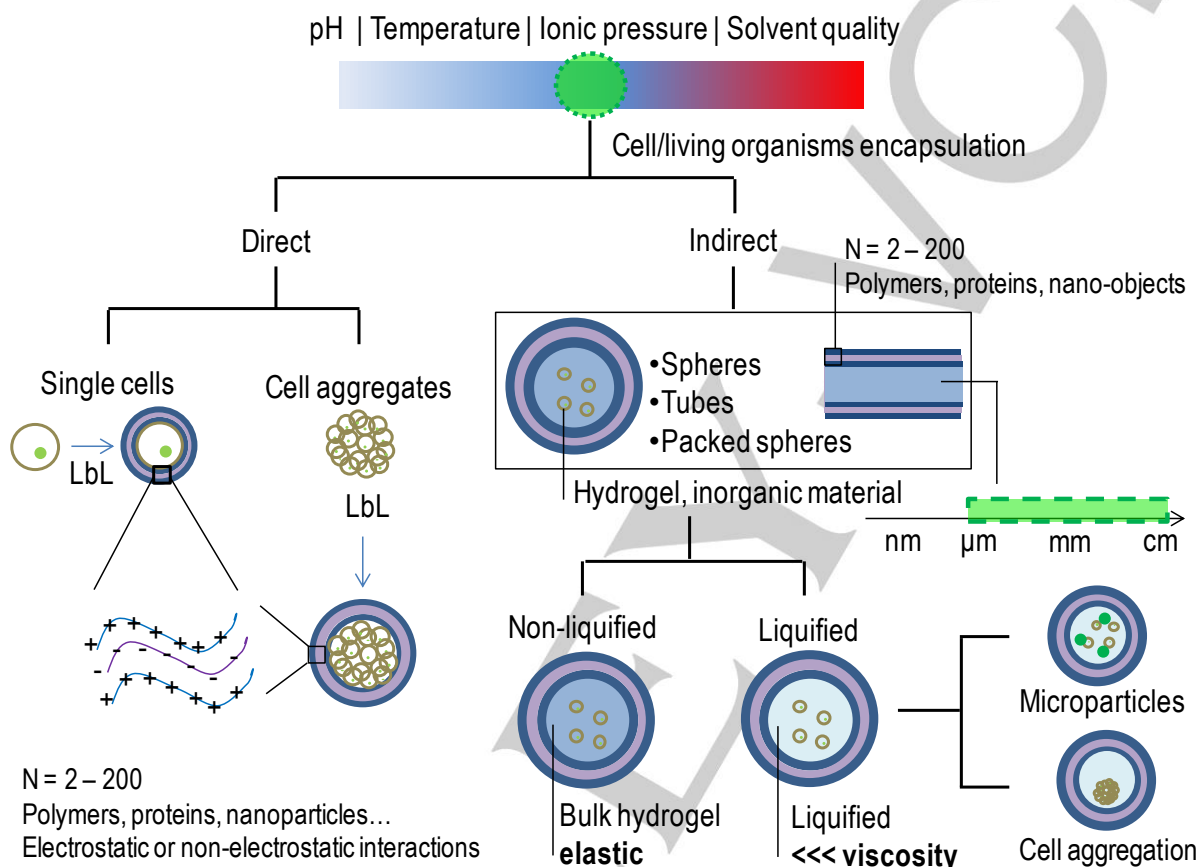 pH | Temperature | Ionic pressure | Solvent quality
Cell/living organisms encapsulation
Direct
Indirect
N = 2 – 200
Polymers, proteins, nano-objects
Single cells
Cell aggregates
•Spheres
•Tubes
•Packed spheres
LbL
LbL
Hydrogel, inorganic material
nm
µm
mm
cm
+ + + + + + +
- - - - - - -
+ + + + + + +
Non-liquified
Liquified
Microparticles
Cell aggregation
N = 2 – 200
Polymers, proteins, nanoparticles…
Electrostatic or non-electrostatic interactions
Bulk hydrogel
elastic
Liquified
<<< viscosity